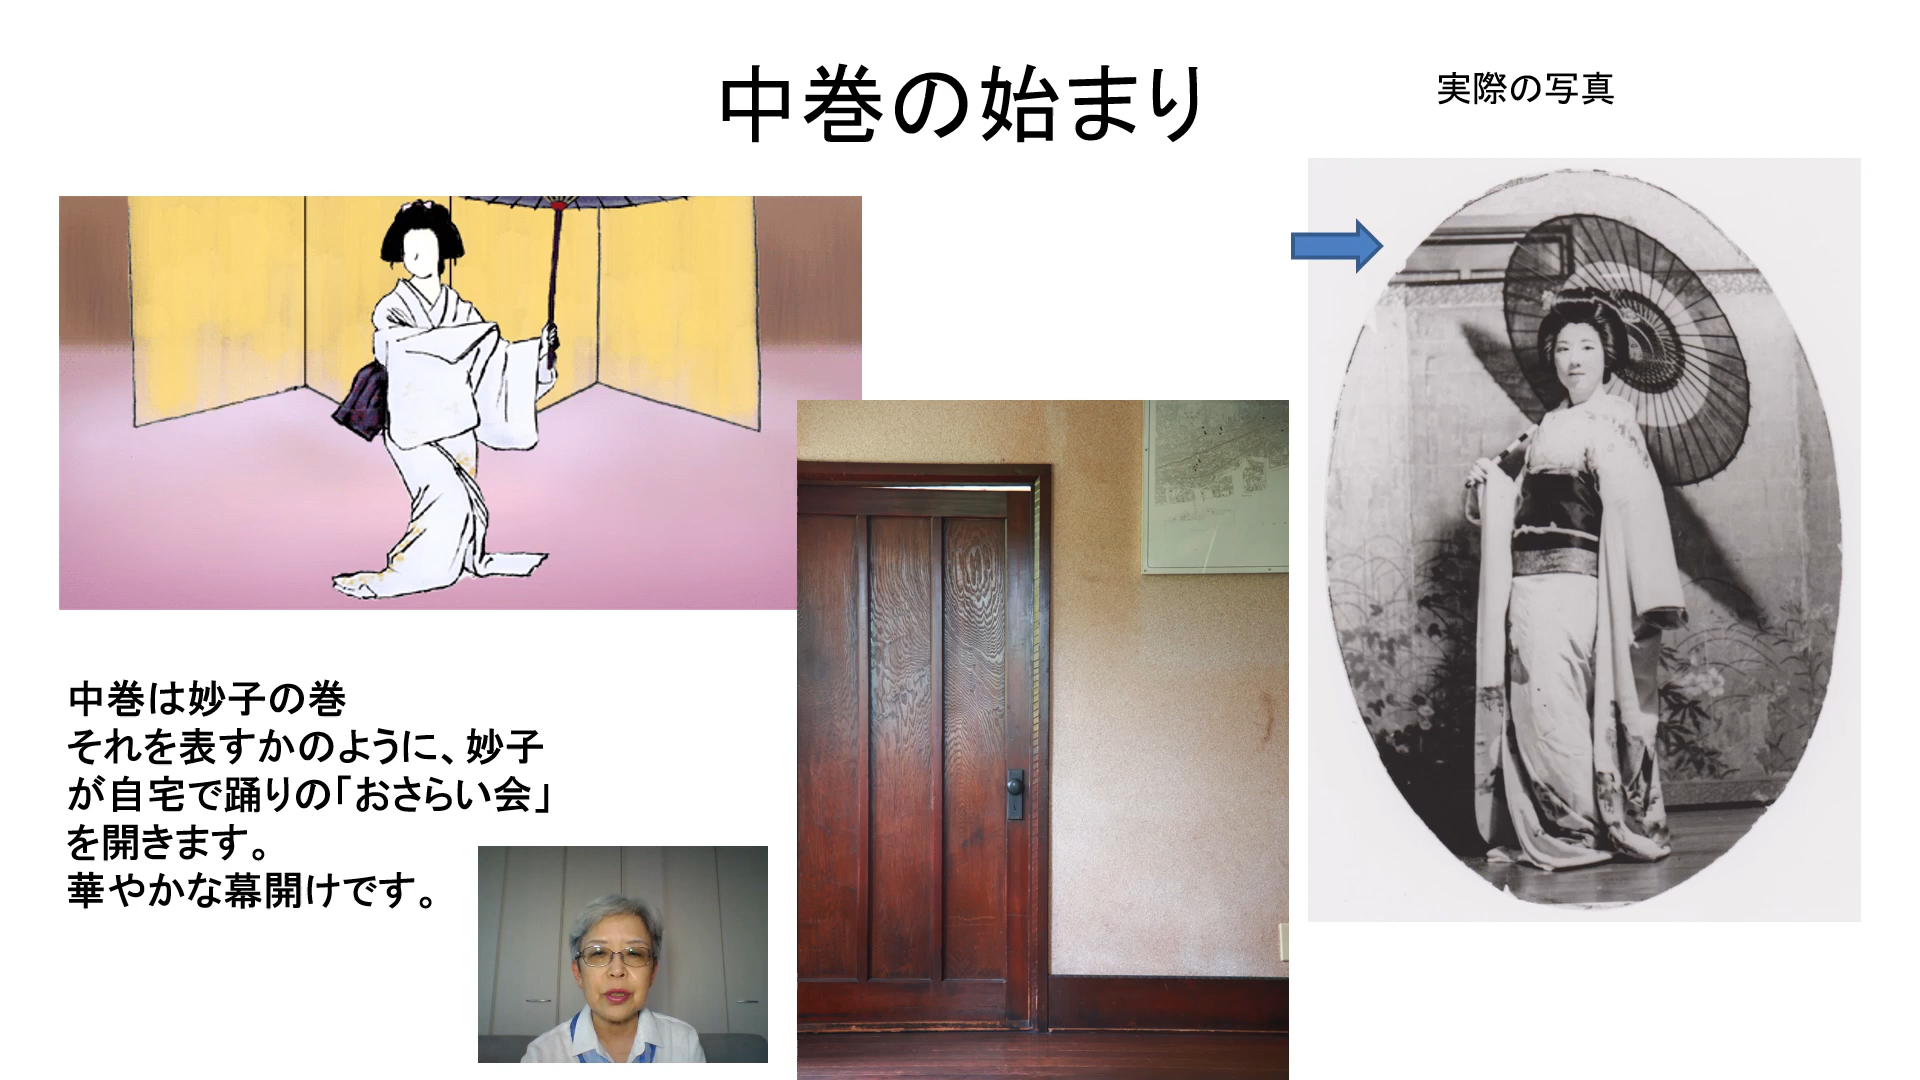 中巻の始まり
実際の写真
中巻は妙子の巻
それを表すかのように、妙子
が自宅で踊りの「おさらい会」
を開きます。
華やかな幕開けです。